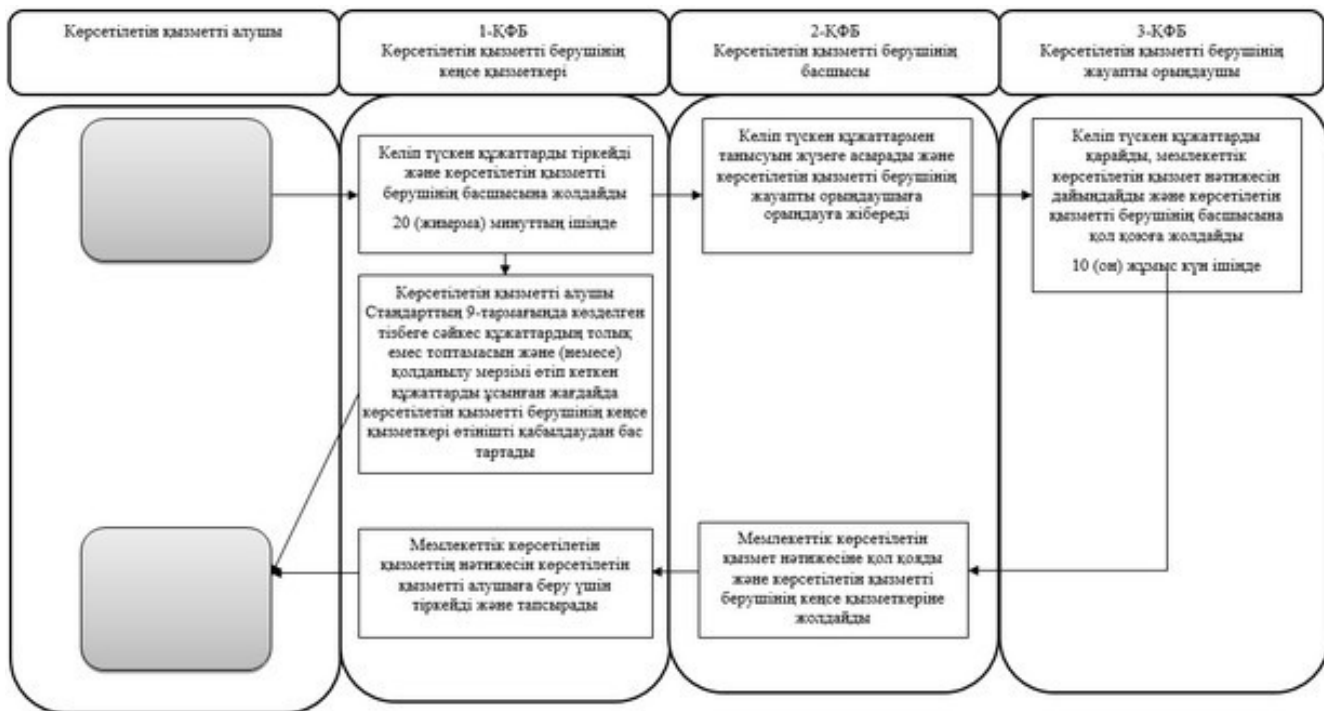 Көрсетілетін қызметті алушы
1-ҚФБ
Көрсетілетін қызметті берушінің
кеңсе қызметкері
2-ҚФБ
Көрсетілетін қызметті берушінің
басшысы
3-ҚФБ
Көрсетілетін қызметті берушінің
жауапты орындаушы
Келіп түскен құжаттарды тіркейді
және көрсетілетін қызметті
берушінің басшысына жолдайды
20 (жиырма) минуттың ішінде
Келіп түскен құжаттармен
танысуын жүзеге асырады және
көрсетілетін қызметті берушінің
жауапты орындаушыға
орындауға жібереді
Келіп түскен құжаттарды
қарайды, мемлекеттік
көрсетілетін қызмет нәтижесін
дайындайды және көрсетілетін
қызметті берушінің басшысына
қол қоюға жолдайды
10 (он) жұмыс күн ішінде
Көрсетілетін қызметті алушы
Стандарттың 9-тармағында көзделген
тізбеге сәйкес құжаттардың толық
емес топтамасын және (немесе)
қолданылу мерзімі өтіп кеткен
құжаттарды ұсынған жағдайда
көрсетілетін қызметті берушінің кеңсе
қызметкері өтінішті қабылдаудан бас
тартады
Мемлекеттік көрсетілетін
қызметтің нәтижесін көрсетілетін
қызметті алушыға беру үшін
тіркейді және тапсырады
Мемлекеттік көрсетілетін
қызмет нәтижесіне қол қояды
және көрсетілетін қызметті
берушінің кеңсе қызметкеріне
жолдайды